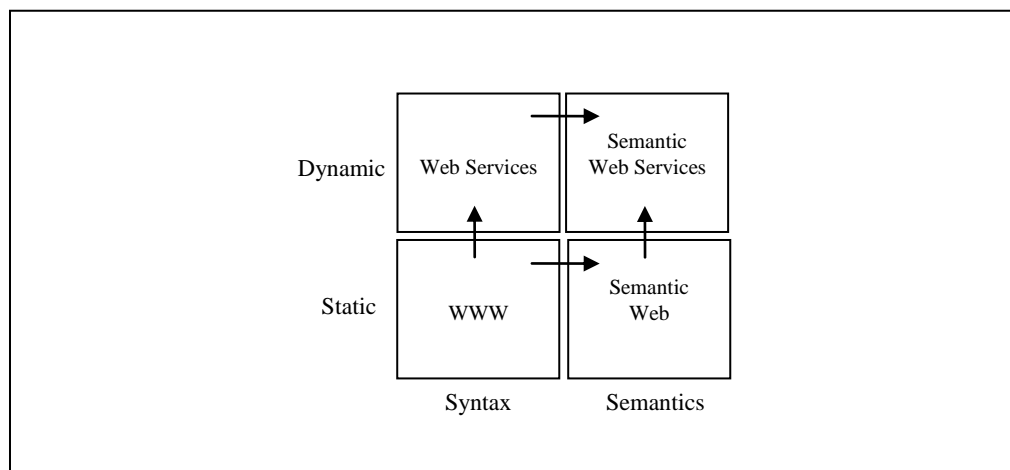 Dynamic
Web Services
Semantic
Web Services
Static
WWW
Semantic
Web
Syntax
Semantics